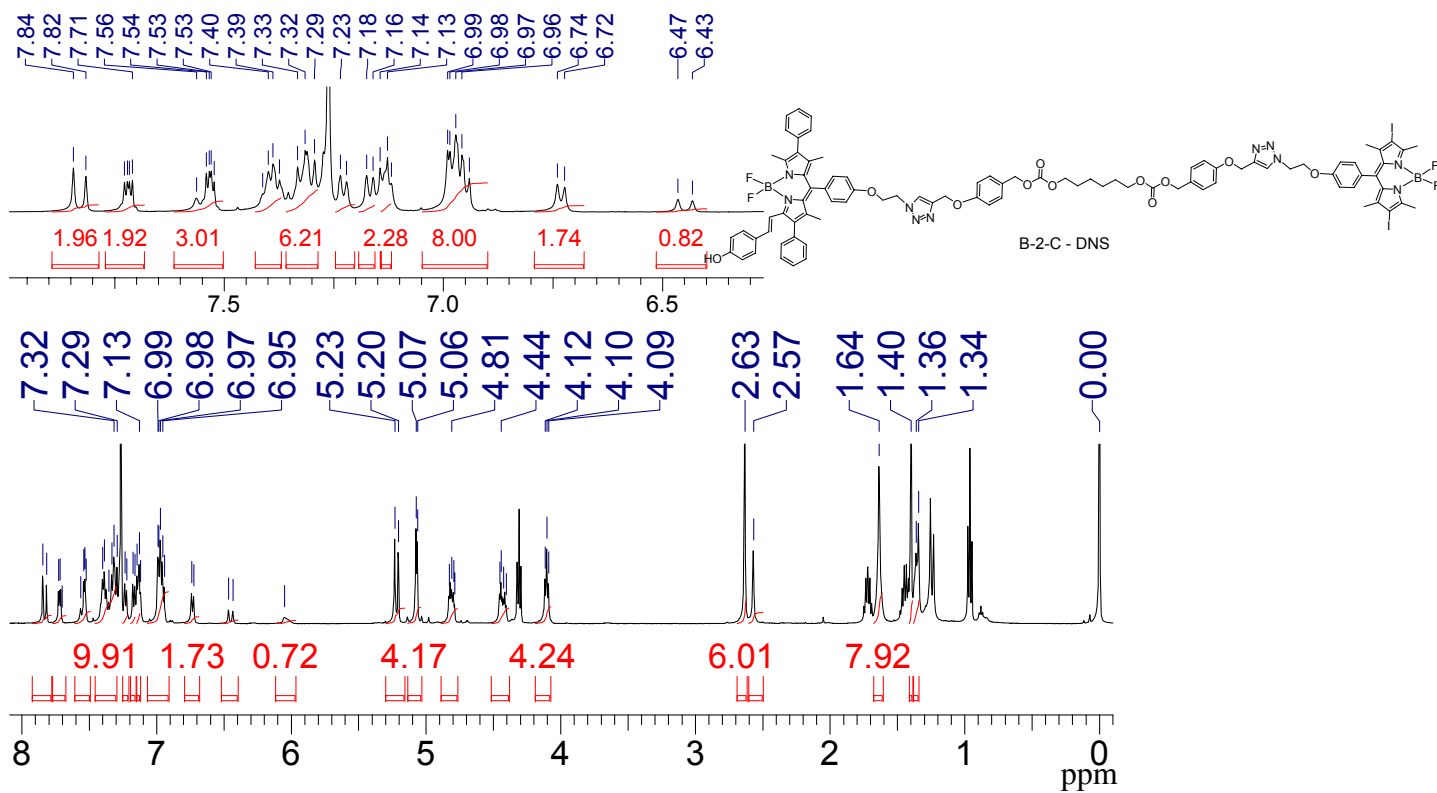 7.84 7.82 7.71 7.56 7.54 7.53 7.53 7.40 7.39 7.33 7.32 7.29 7.23 7.18 7.16 7.14 7.13 6.99 6.98 6.97 6.96 6.74 6.72 6.47 6.43
F
F
B
N
N
O
N
N
N
O
O
O
O
O
O
O
O
N
N
N
O
I
N
N
B
F
F
I
HO
B-2-C - DNS
1.96 1.92 3.01 6.21 2.28 8.00 1.74 0.82
7.5 7.0 6.5
7.32 7.29 7.13 6.99 6.98 6.97 6.95 5.23 5.20 5.07 5.06 4.81 4.44 4.12 4.10 4.09 2.63 2.57 1.64 1.40 1.36 1.34 0.00
9.91 1.73 0.72 4.17 4.24 6.01 7.92
8 7 6 5 4 3 2 1 0
ppm